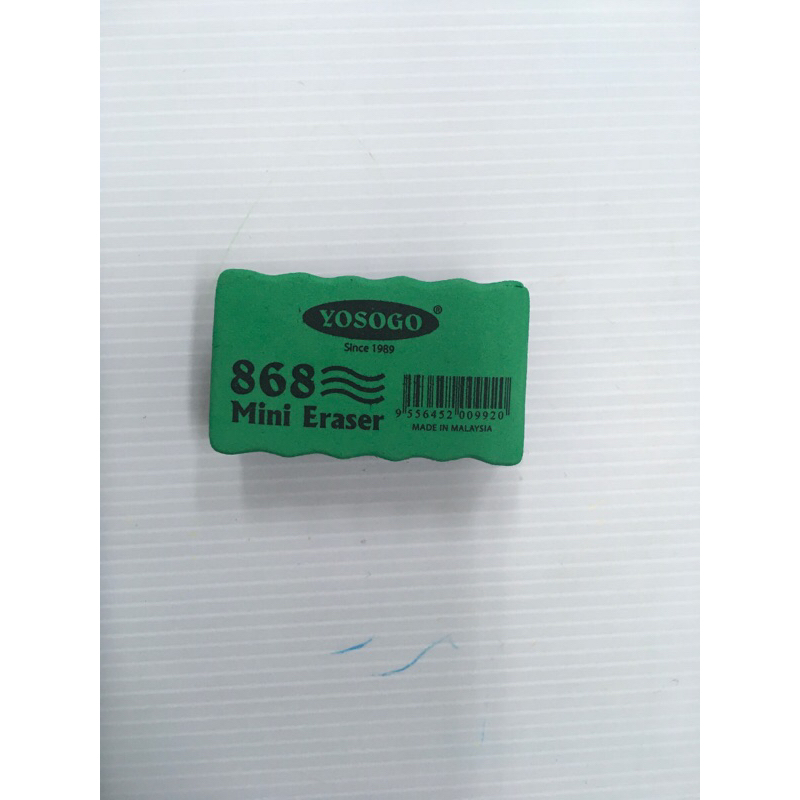 YOSOGO®
Since 1989
868
Mini Eraser
9 556452 009920
MADE IN MALAYSIA